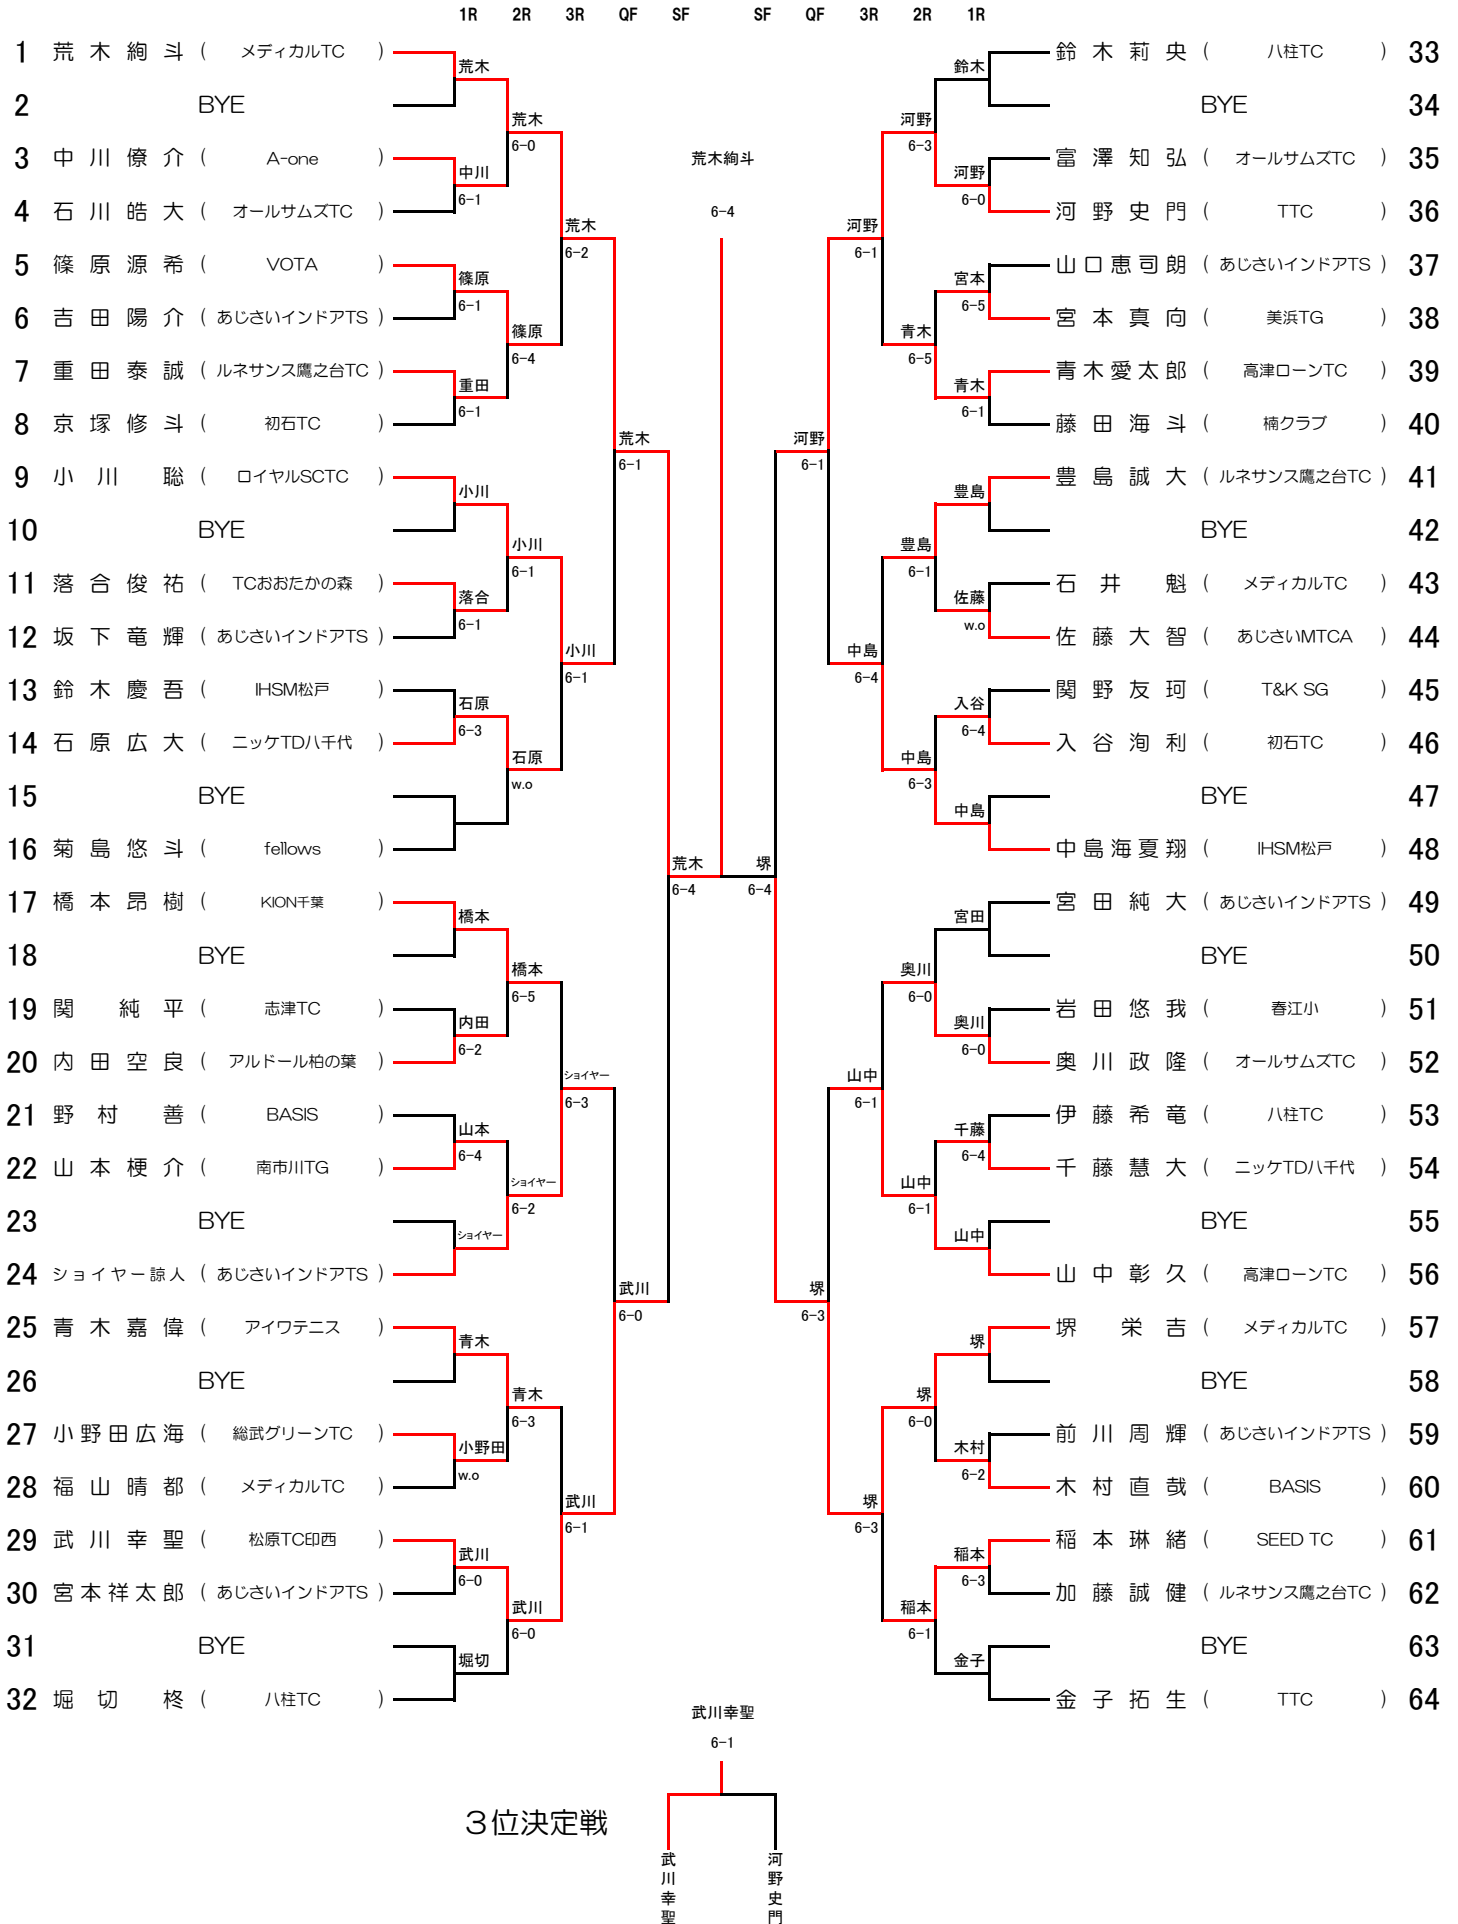 1R 2R 3R QF SF SF QF 3R 2R 1R
1 荒木絢斗 ( メディカルTC )
2 BYE
3 中川僚介 ( A-one )
4 石川皓大 ( オールサムズTC )
5 篠原源希 ( VOTA )
6 吉田陽介 ( あじさいインドアTS )
7 重田泰誠 ( ルネサンス鷹之台TC )
8 京塚修斗 ( 初石TC )
9 小川聡 ( ロイヤルSCTC )
10 BYE
11 落合俊祐 ( TCおおたかの森 )
12 坂下竜輝 ( あじさいインドアTS )
13 鈴木慶吾 ( IHSM松戸 )
14 石原広大 ( ニッケTD八千代 )
15 BYE
16 菊島悠斗 ( fellows )
17 橋本昂樹 ( KION千葉 )
18 BYE
19 関純平 ( 志津TC )
20 内田空良 ( アルドール柏の葉 )
21 野村善 ( BASIS )
22 山本梗介 ( 南市川TG )
23 BYE
24 ショイヤー諒人 ( あじさいインドアTS )
25 青木嘉偉 ( アイワテニス )
26 BYE
27 小野田広海 ( 総武グリーンTC )
28 福山晴都 ( メディカルTC )
29 武川幸聖 ( 松原TC印西 )
30 宮本祥太郎 ( あじさいインドアTS )
31 BYE
32 堀切柊 ( 八柱TC )
荒木
中川
6-1
篠原
6-1
重田
6-1
小川
落合
6-1
石原
6-3
橋本
内田
6-2
山本
6-4
ショイヤー
青木
小野田
w.o
武川
6-0
堀切
荒木
6-0
篠原
6-4
小川
6-1
石原
w.o
橋本
6-5
ショイヤー
6-2
青木
6-3
武川
6-0
荒木
6-2
小川
6-1
ショイヤー
6-3
武川
6-1
荒木
6-1
武川
6-0
荒木
6-4
荒木絢斗
6-4
堺
6-4
河野
6-1
堺
6-3
河野
6-1
中島
6-4
山中
6-1
堺
6-3
河野
6-3
青木
6-5
豊島
6-1
中島
6-3
奥川
6-0
山中
6-1
堺
6-0
稲本
6-1
鈴木
河野
6-0
宮本
6-5
青木
6-1
豊島
佐藤
w.o
入谷
6-4
中島
宮田
奥川
6-0
千藤
6-4
山中
堺
木村
6-2
稲本
6-3
金子
鈴木莉央 ( 八柱TC ) 33
BYE 34
富澤知弘 ( オールサムズTC ) 35
河野史門 ( TTC ) 36
山口恵司朗 ( あじさいインドアTS ) 37
宮本真向 ( 美浜TG ) 38
青木愛太郎 ( 高津ローンTC ) 39
藤田海斗 ( 楠クラブ ) 40
豊島誠大 ( ルネサンス鷹之台TC ) 41
BYE 42
石井魁 ( メディカルTC ) 43
佐藤大智 ( あじさいMTCA ) 44
関野友珂 ( T&K SG ) 45
入谷洵利 ( 初石TC ) 46
BYE 47
中島海夏翔 ( IHSM松戸 ) 48
宮田純大 ( あじさいインドアTS ) 49
BYE 50
岩田悠我 ( 春江小 ) 51
奥川政隆 ( オールサムズTC ) 52
伊藤希竜 ( 八柱TC ) 53
千藤慧大 ( ニッケTD八千代 ) 54
BYE 55
山中彰久 ( 高津ローンTC ) 56
堺栄吉 ( メディカルTC ) 57
BYE 58
前川周輝 ( あじさいインドアTS ) 59
木村直哉 ( BASIS ) 60
稲本琳緒 ( SEED TC ) 61
加藤誠健 ( ルネサンス鷹之台TC ) 62
BYE 63
金子拓生 ( TTC ) 64
武川幸聖
6-1
3位決定戦
武川幸聖
河野史門